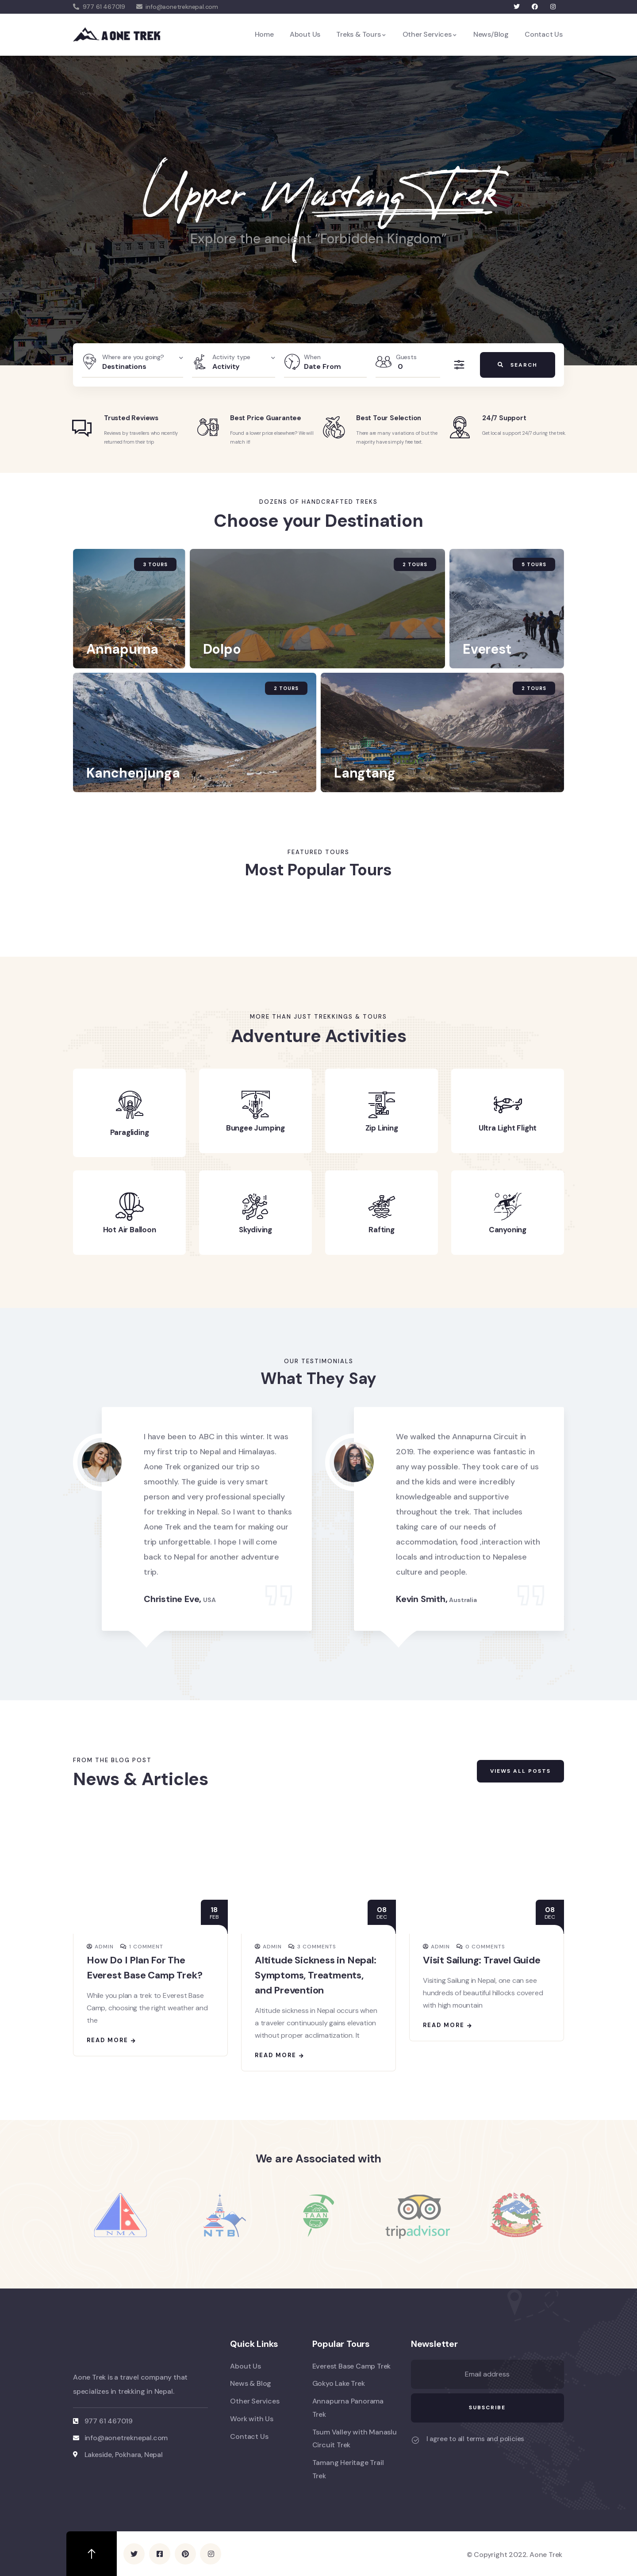 977 61 467019 info@aonetreknepal.com
A ONE TREK
Home About Us Treks & Tours Other Services News/Blog Contact Us
Upper Mustang Trek
Explore the ancient “Forbidden Kingdom”
Where are you going? Activity type When Guests
Destinations Activity Date From 0 SEARCH
Trusted Reviews
Reviews by travellers who recently
returned from their trip
Best Price Guarantee
Found a lower price elsewhere? We will
match it!
Best Tour Selection
There are many variations of but the
majority have simply free text.
24/7 Support
Get local support 24/7 during the trek
DOZENS OF HANDCRAFTED TREKS
Choose your Destination
3 TOURS
Annapurna
2 TOURS
Dolpo
5 TOURS
Everest
2 TOURS
Kanchenjunga
2 TOURS
Langtang
FEATURED TOURS
Most Popular Tours
MORE THAN JUST TREKKINGS & TOURS
Adventure Activities
Paragliding
Bungee Jumping
Zip Lining
Ultra Light Flight
Hot Air Balloon
Skydiving
Rafting
Canyoning
OUR TESTIMONIALS
What They Say
I have been to ABC in this winter. It was
my first trip to Nepal and Himalayas.
Aone Trek organized our trip so
smoothly. The guide is very smart
person and very professional specially
for trekking in Nepal. So I want to thanks
Aone Trek and the team for making our
trip unforgettable. I hope I will come
back to Nepal for another adventure
trip.
Christine Eve, USA
We walked the Annapurna Circuit in
2019. The experience was fantastic in
any way possible. They took care of us
and the kids and were incredibly
knowledgeable and supportive
throughout the trek. That includes
taking care of our needs of
accommodation, food ,interaction with
locals and introduction to Nepalese
culture and people.
Kevin Smith, Australia
FROM THE BLOG POST
News & Articles
VIEWS ALL POSTS
18
FEB
ADMIN 1 COMMENT
How Do I Plan For The
Everest Base Camp Trek?
While you plan a trek to Everest Base
Camp, choosing the right weather and
the
READ MORE
08
DEC
ADMIN 3 COMMENTS
Altitude Sickness in Nepal:
Symptoms, Treatments,
and Prevention
Altitude sickness in Nepal occurs when
a traveler continuously gains elevation
without proper acclimatization. It
READ MORE
08
DEC
ADMIN 0 COMMENTS
Visit Sailung: Travel Guide
Visiting Sailung in Nepal, one can see
hundreds of beautiful hillocks covered
with high mountain
READ MORE
We are Associated with
NMA
NTB
TAAN
tripadvisor
Aone Trek is a travel company that
specializes in trekking in Nepal.
977 61 467019
info@aonetreknepal.com
Lakeside, Pokhara, Nepal
Quick Links
About Us
News & Blog
Other Services
Work with Us
Contact Us
Popular Tours
Everest Base Camp Trek
Gokyo Lake Trek
Annapurna Panorama
Trek
Tsum Valley with Manaslu
Circuit Trek
Tamang Heritage Trail
Trek
Newsletter
Email address
SUBSCRIBE
I agree to all terms and policies
© Copyright 2022. Aone Trek